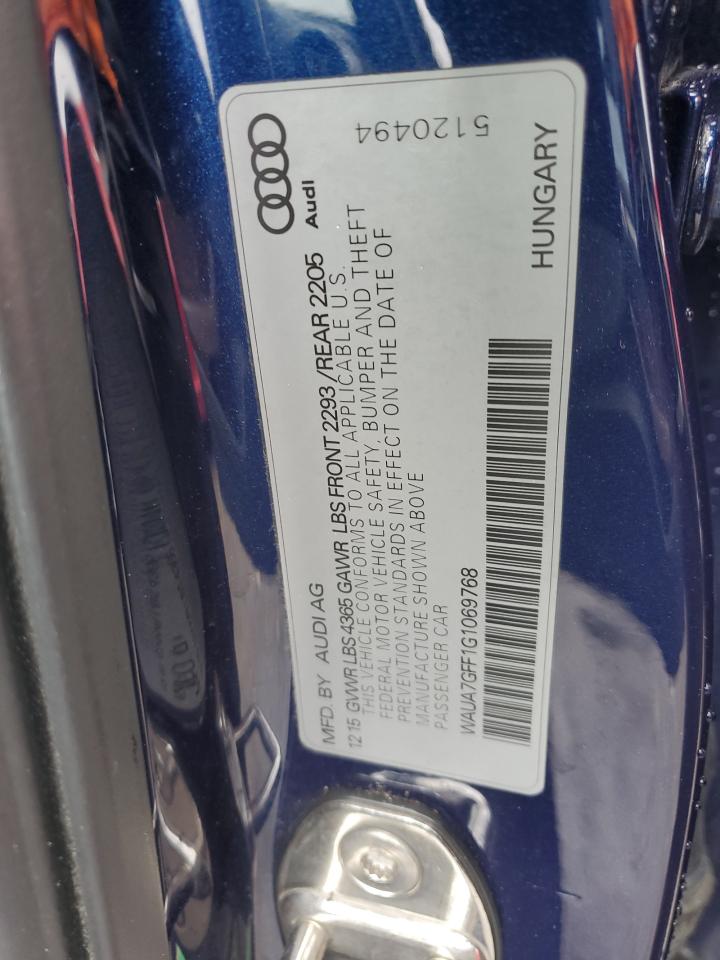 MFD. BY AUDI AG
Audi
12 15 GVWR LBS 4365 GAWR LBS FRONT 2293 / REAR 2205
THIS VEHICLE CONFORMS TO ALL APPLICABLE U.S.
FEDERAL MOTOR VEHICLE SAFETY, BUMPER AND THEFT
PREVENTION STANDARDS IN EFFECT ON THE DATE OF
MANUFACTURE SHOWN ABOVE
PASSENGER CAR
WAUA7GFF1G1069768
HUNGARY
5120494